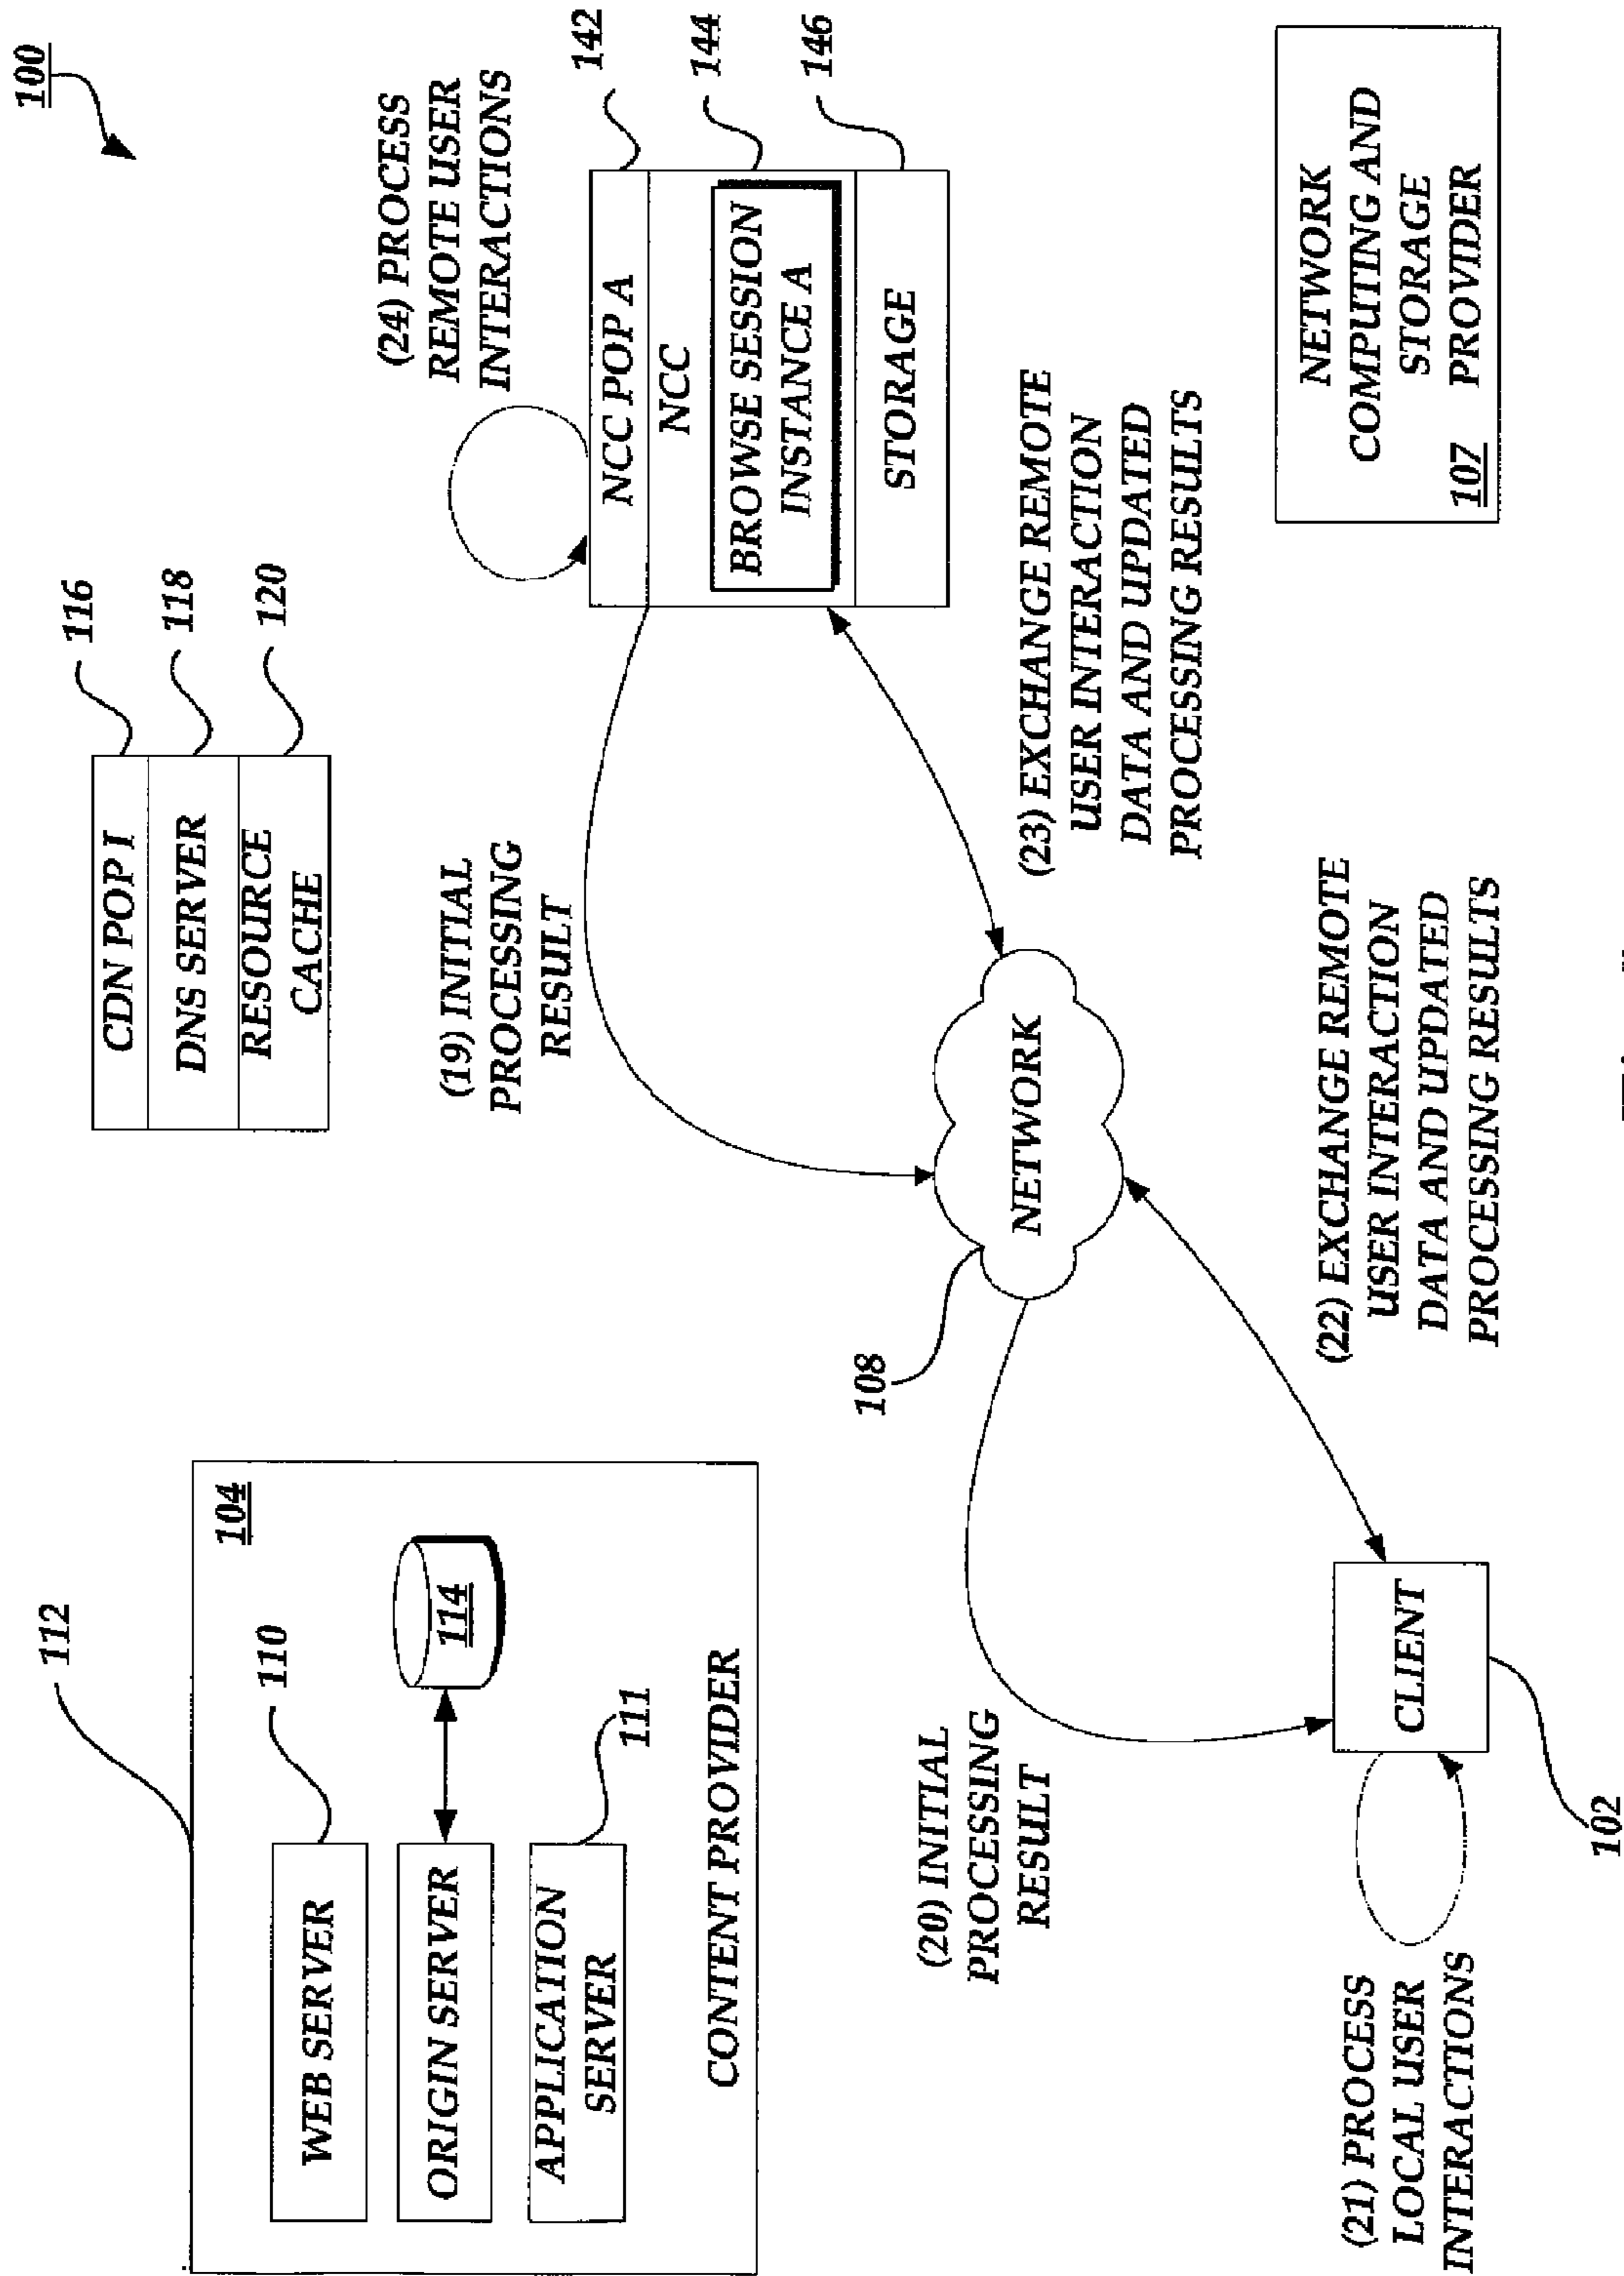 100
112
104
110
WEB SERVER
ORIGIN SERVER
114
APPLICATION
SERVER
111
CONTENT PROVIDER
116
CDN POP I
118
DNS SERVER
120
RESOURCE
CACHE
(19) INITIAL
PROCESSING
RESULT
(24) PROCESS
REMOTE USER
INTERACTIONS
142
NCC POP A
NCC
144
BROWSE SESSION
INSTANCE A
146
STORAGE
108
NETWORK
(20) INITIAL
PROCESSING
RESULT
(23) EXCHANGE REMOTE
USER INTERACTION
DATA AND UPDATED
PROCESSING RESULTS
(21) PROCESS
LOCAL USER
INTERACTIONS
CLIENT
102
(22) EXCHANGE REMOTE
USER INTERACTION
DATA AND UPDATED
PROCESSING RESULTS
NETWORK
COMPUTING AND
STORAGE
PROVIDER
107